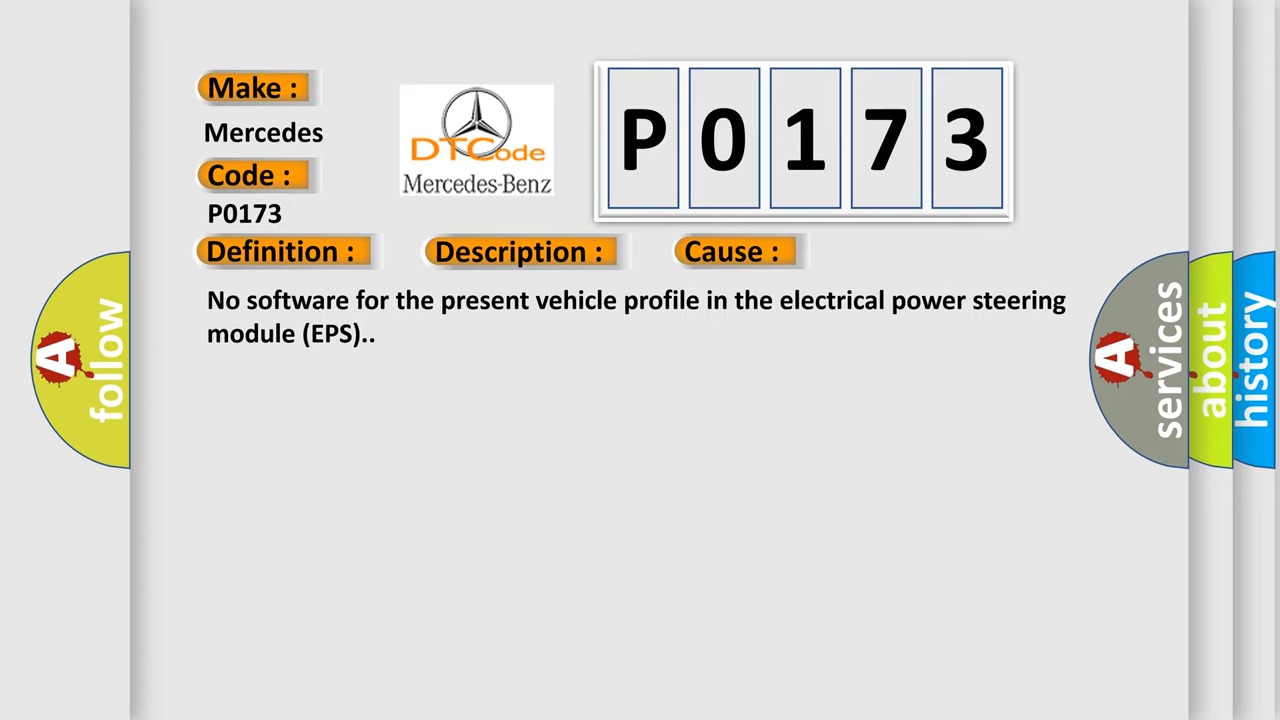 Make :
Mercedes
Code :
P0173
DTCode
Mercedes-Benz
P0173
Definition :
Description :
Cause :
No software for the present vehicle profile in the electrical power steering
module (EPS)..
A
follow
A
services
about
history